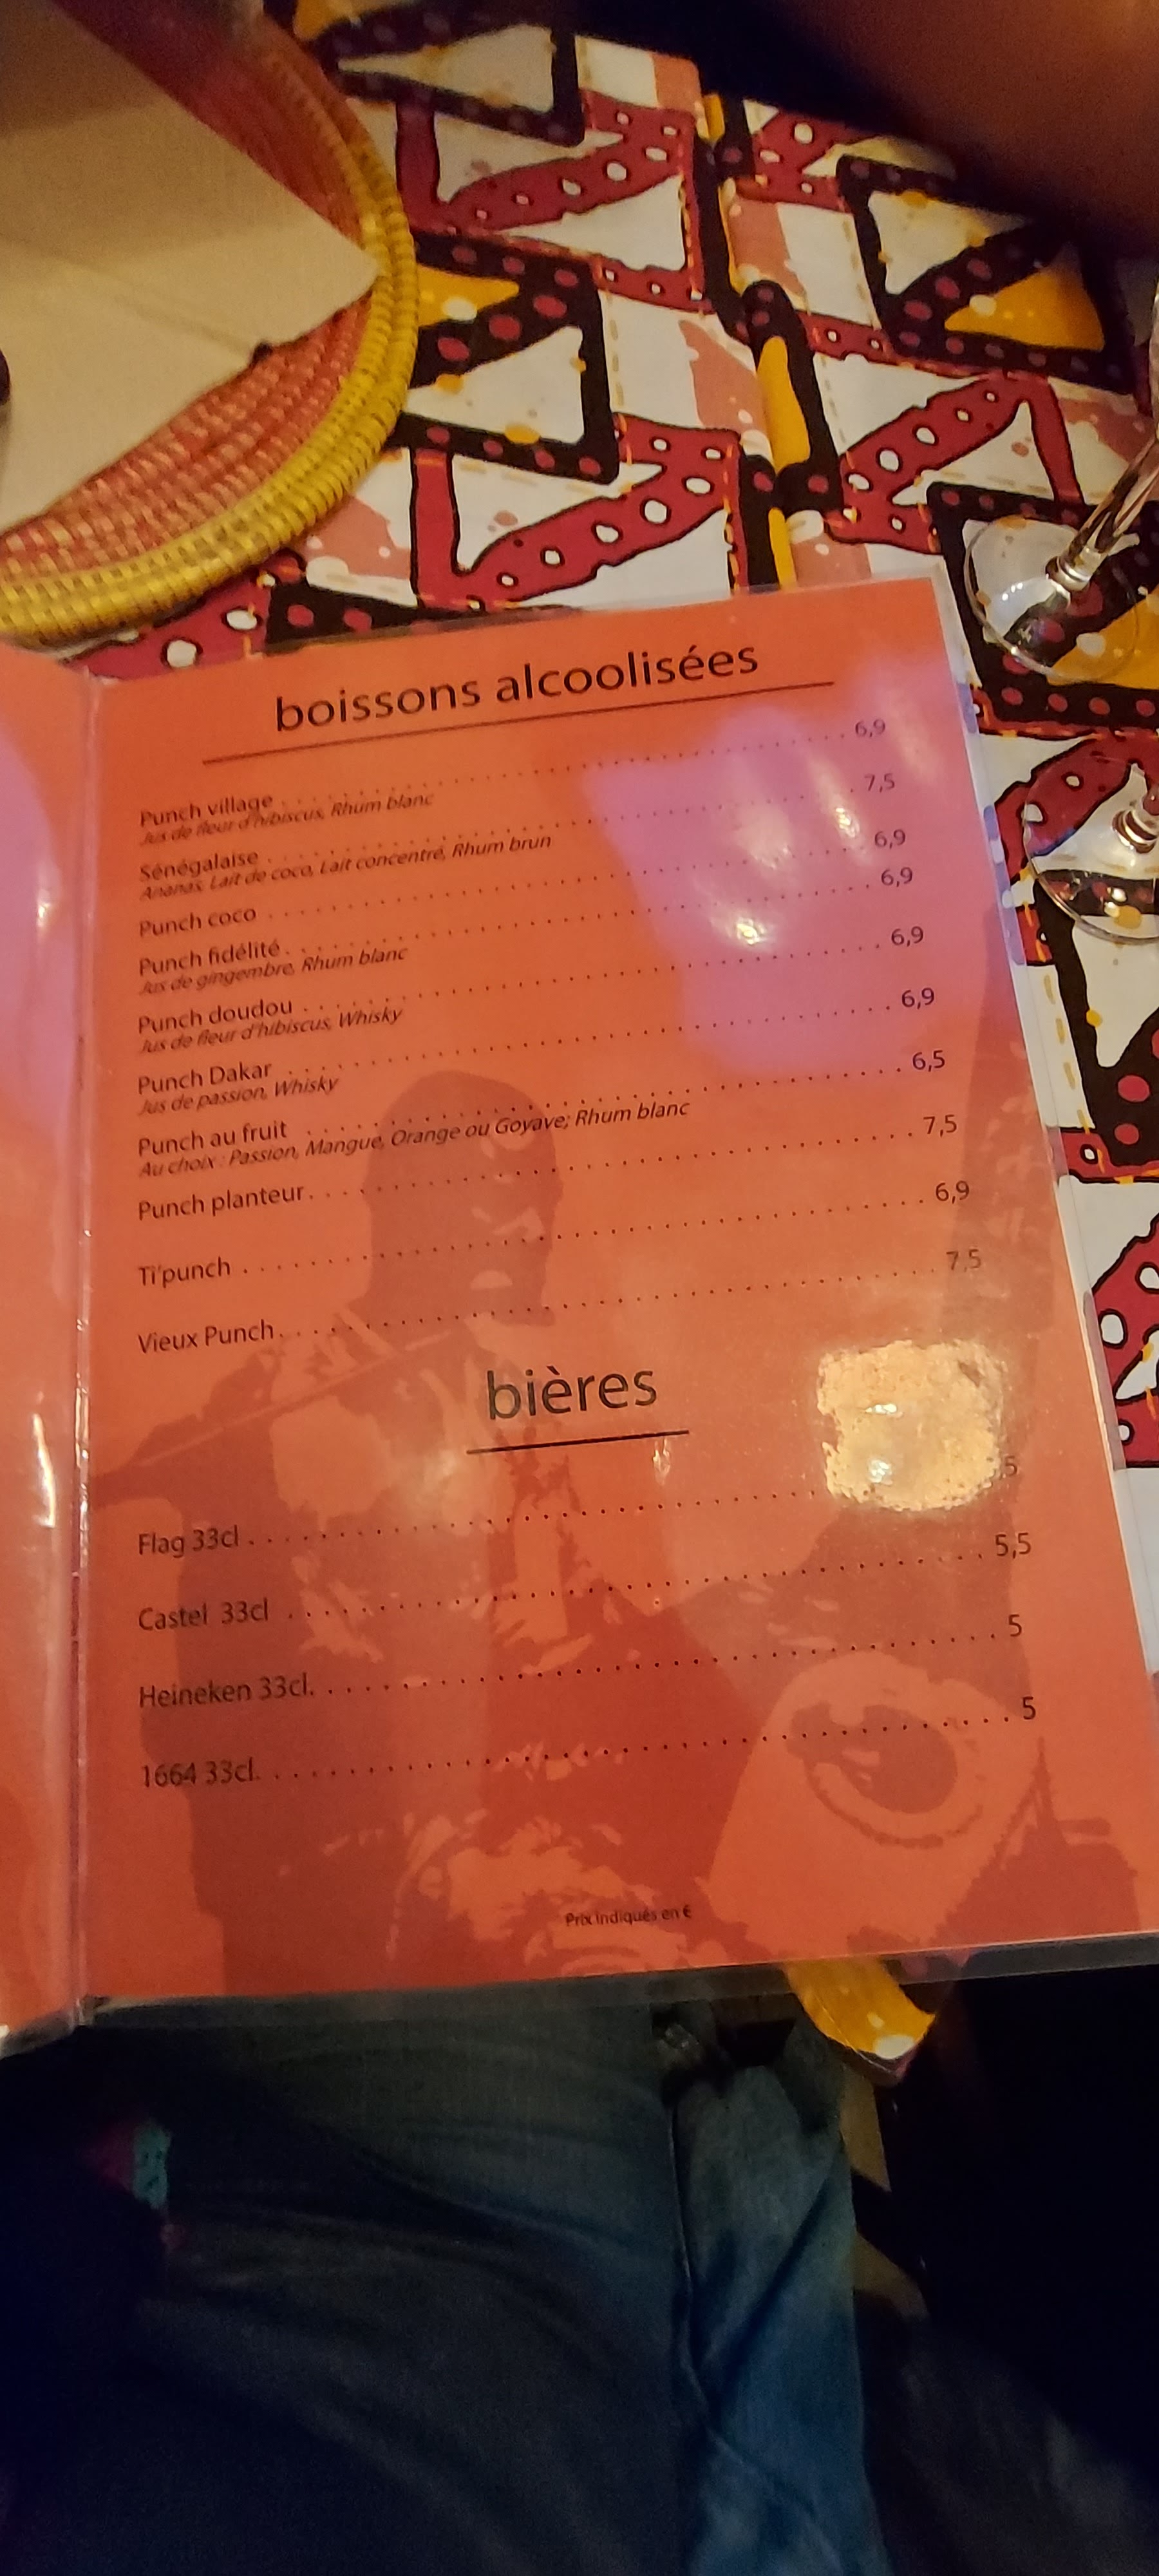 boissons alcoolisées
Punch village . . . . . . . . . . . . . . . . . . . . 6,9
Jus de fleur d'hibiscus, Rhum blanc
Sénégalaise . . . . . . . . . . . . . . . . . . . . 7,5
Ananas, Lait de coco, Lait concentré, Rhum brun
Punch coco . . . . . . . . . . . . . . . . . . . . 6,9
Punch fidélité . . . . . . . . . . . . . . . . . . . . 6,9
Jus de gingembre, Rhum blanc
Punch doudou . . . . . . . . . . . . . . . . . . . . 6,9
Jus de fleur d'hibiscus, Whisky
Punch Dakar . . . . . . . . . . . . . . . . . . . . 6,9
Jus de passion, Whisky
Punch au fruit . . . . . . . . . . . . . . . . . . . . 6,5
Au choix : Passion, Mangue, Orange ou Goyave; Rhum blanc
Punch planteur . . . . . . . . . . . . . . . . . . . . 7,5
Ti'punch . . . . . . . . . . . . . . . . . . . . 6,9
Vieux Punch . . . . . . . . . . . . . . . . . . . . 7,5
bières
Flag 33cl . . . . . . . . . . . . . . . . . . . .
Castel 33cl . . . . . . . . . . . . . . . . . . . . 5,5
Heineken 33cl . . . . . . . . . . . . . . . . . . . . 5
1664 33cl . . . . . . . . . . . . . . . . . . . . 5
Prix indiqués en €